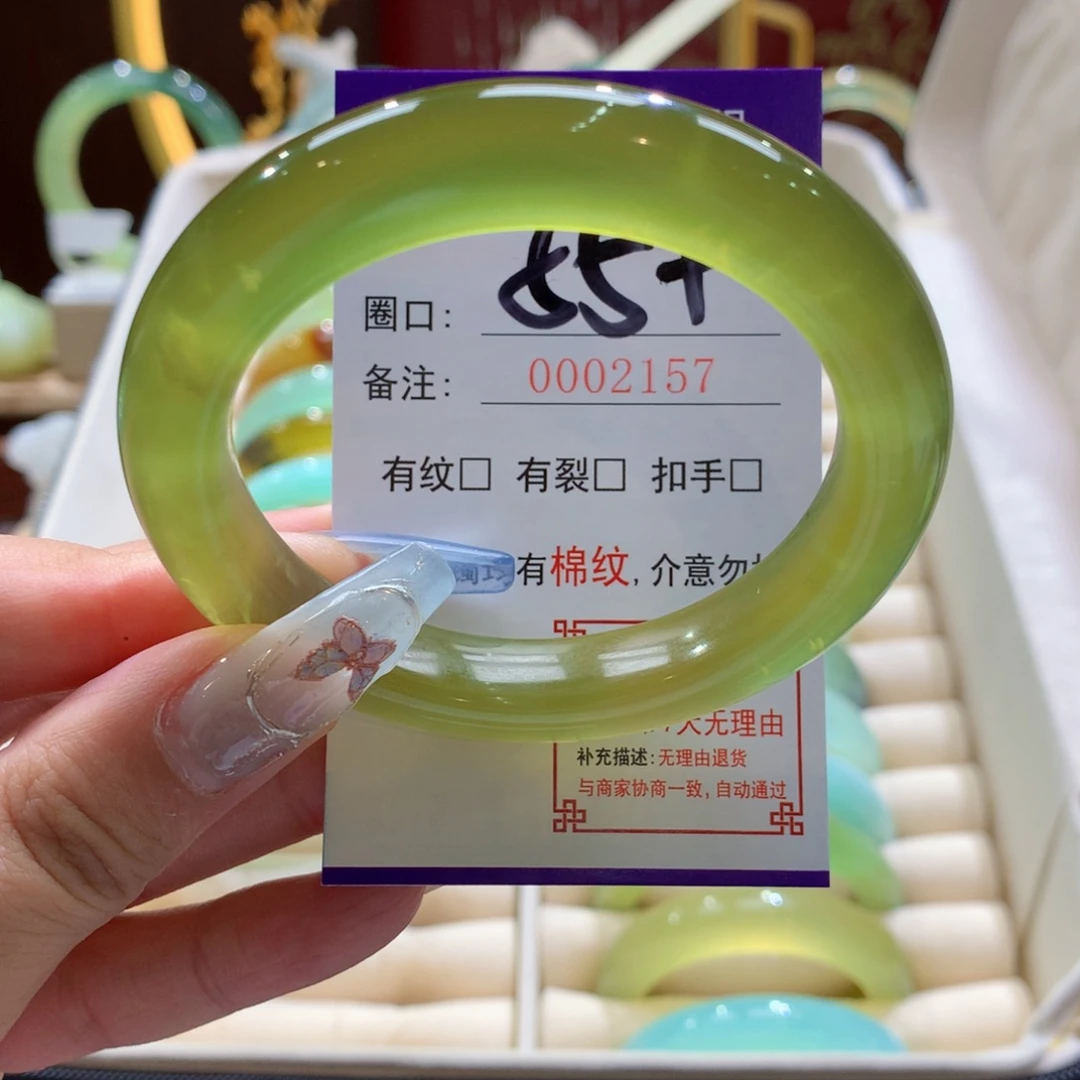 圈口: 57
备注: 0002157
有纹□ 有裂□ 扣手□
有棉纹, 介意勿
天无理由
补充描述: 无理由退货
与商家协商一致, 自动通过